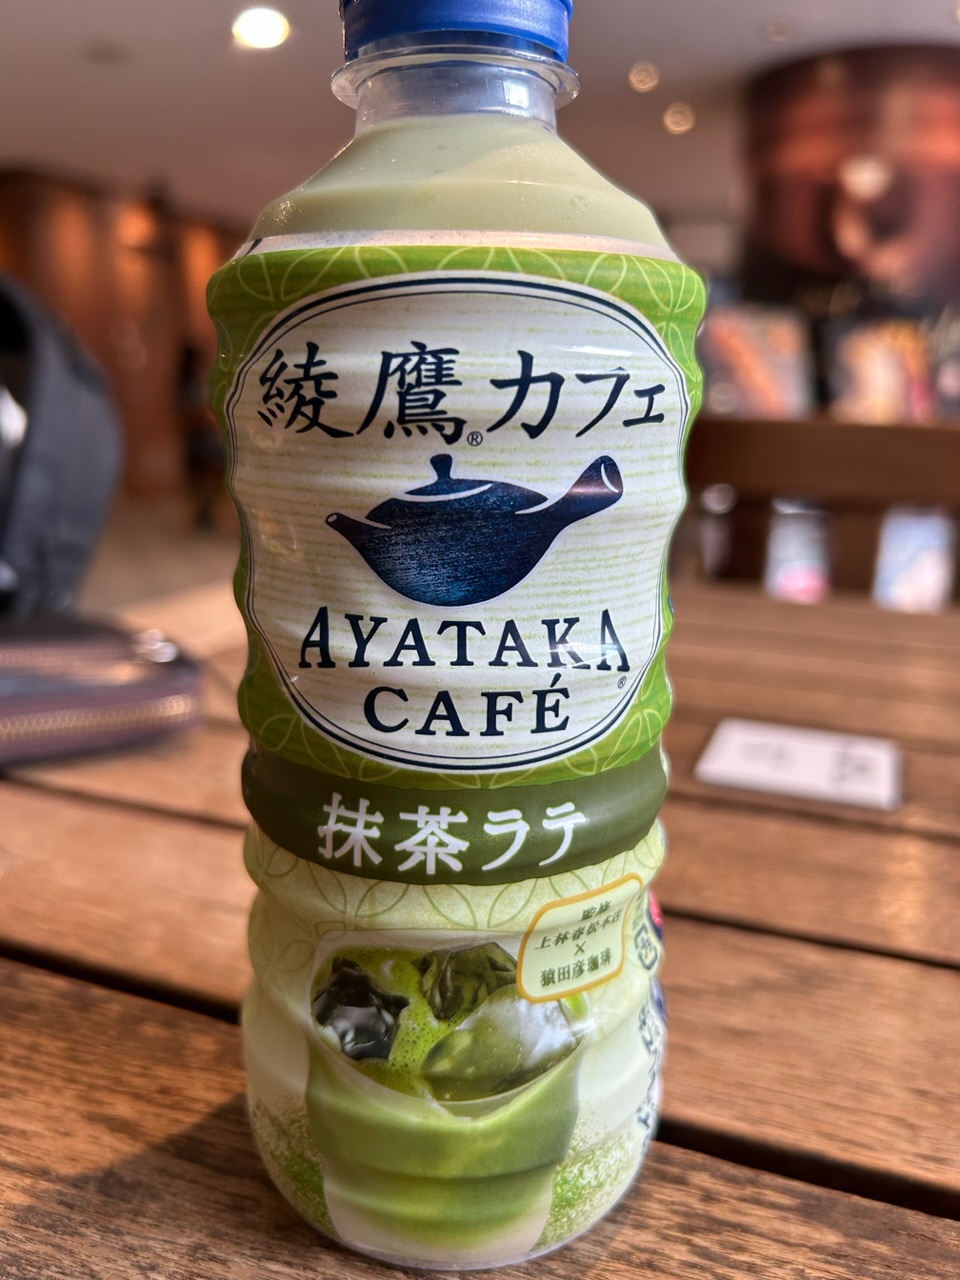 綾鷹®カフェ
AYATAKA®
CAFÉ
抹茶ラテ
監修
上林春松本店
×
猿田彦珈琲